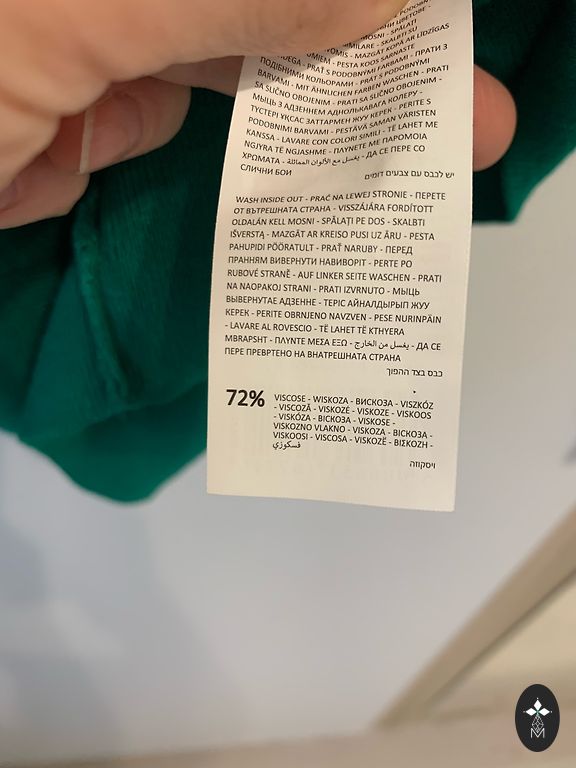 SIMILARE - SKALBTI SU
- MAZGĀT KOPĀ AR LĪDZĪGAS
- PESTA KOOS SARNASTE
- PRAŤ S PODOBNÝMI FARBAMI - ПРАТИ З
ПОДІБНИМИ КОЛЬОРАМИ - PRÁT S PODOBNÝMI
BARVAMI - MIT ÄHNLICHEN FARBEN WASCHEN - PRATI
SA SLIČNO OBOJENIM - PRATI SA SLIČNO OBOJENIM -
МЫЦЬ З АДЗЕННЕМ АДНОЛЬКАВАГА КОЛЕРУ -
ТҮСТЕРІ ҰҚСАС ЗАТТАРМЕН ЖУУ КЕРЕК - PERITE S
PODOBNIMI BARVAMI - PESTÄVÄ SAMAN VÄRISTEN
KANSSA - LAVARE CON COLORI SIMILI - TË LAHET ME
NGJYRA TË NGJASHME - ΠΛΥΝΕΤΕ ΜΕ ΠΑΡΟΜΟΙΑ
ΧΡΩΜΑΤΑ - يغسل مع الألوان المماثلة - ДА СЕ ПЕРЕ СО
СЛИЧНИ БОИ
יש לכבס עם צבעים דומים
WASH INSIDE OUT - PRAĆ NA LEWEJ STRONIE - ПЕРЕТЕ
ОТ ВЪТРЕШНАТА СТРАНА - VISSZÁJÁRA FORDÍTOTT
OLDALÁN KELL MOSNI - SPĂLAȚI PE DOS - SKALBTI
IŠVERSTĄ - MAZGĀT AR KREISO PUSI UZ ĀRU - PESTA
PAHUPIDI PÖÖRATULT - PRAŤ NARUBY - ПЕРЕД
ПРАННЯМ ВИВЕРНУТИ НАВИВОРІТ - PERTE PO
RUBOVÉ STRANĚ - AUF LINKER SEITE WASCHEN - PRATI
NA NAOPAKOJ STRANI - PRATI IZVRNUTO - МЫЦЬ
ВЫВЕРНУТАЕ АДЗЕННЕ - ТЕРІС АЙНАЛДЫРЫП ЖУУ
КЕРЕК - PERITE OBRNJENO NAVZVEN - PESE NURINPÄIN
- LAVARE AL ROVESCIO - TË LAHET TË KTHYERA
MBRAPSHT - ΠΛΥΝΤΕ ΜΕΣΑ ΕΞΩ - يغسل من الخارج - ДА СЕ
ПЕРЕ ПРЕВРТЕНО НА ВНАТРЕШНАТА СТРАНА
כבס בצד ההפוך
72% VISCOSE - WISKOZA - ВИСКОЗА - VISZKÓZ
- VISCOZĂ - VISKOZĖ - VISKOZE - VISKOOS
- VISKÓZA - ВІСКОЗА - VISKOSE -
VISKOZNO VLAKNO - VISKOZA - ВІСКОЗА -
VISKOOSI - VISCOSA - VISKOZË - ΒΙΣΚΟΖΗ -
فسكوزي
ויסקוזה
M